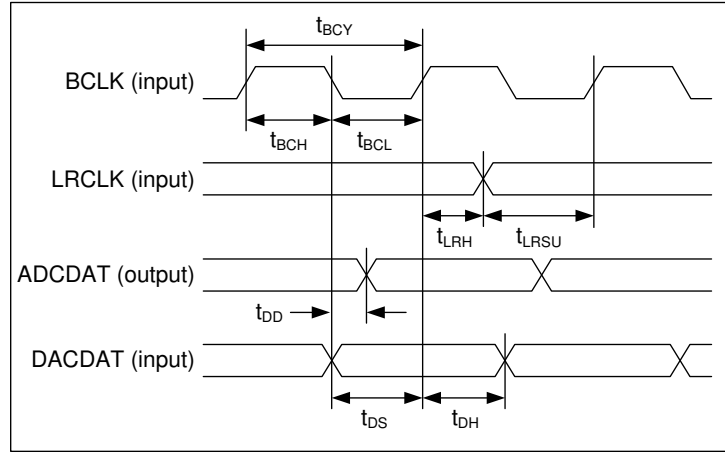 tBCY
BCLK (input)
tBCH
tBCL
LRCLK (input)
tLRH
tLRSU
ADCDAT (output)
tDD
DACDAT (input)
tDS
tDH